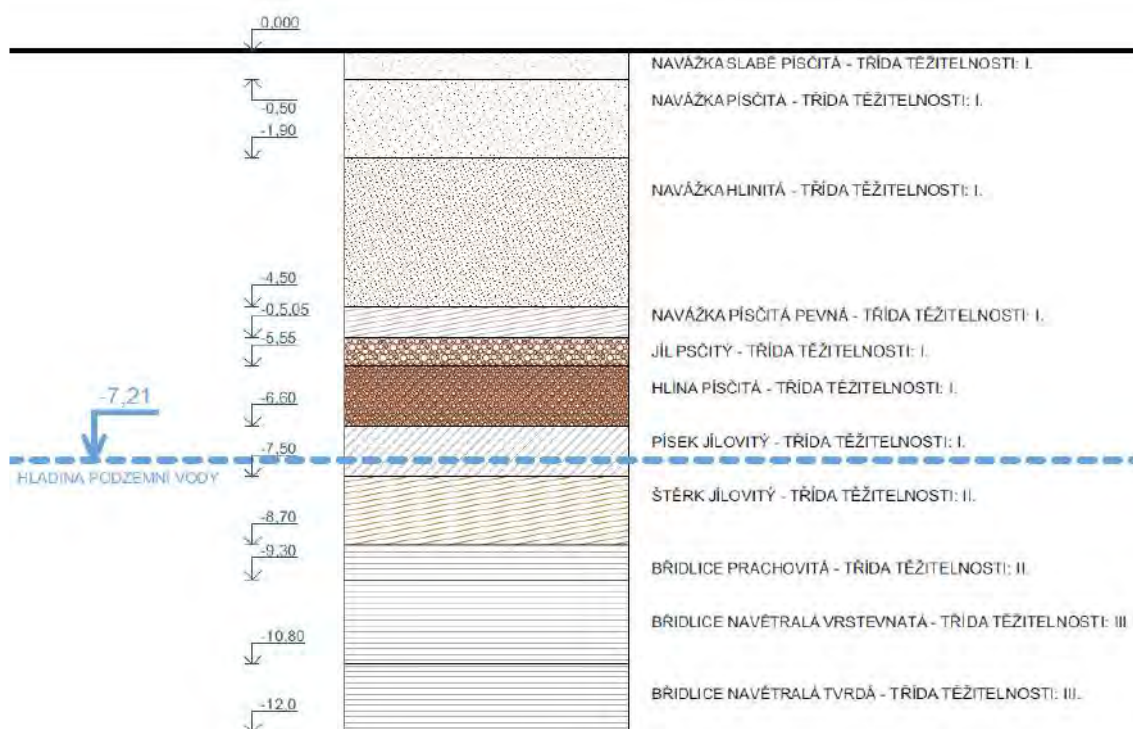 0,000
NAVÁŽKA SLABĚ PÍSČITÁ - TŘÍDA TĚŽITELNOSTI: I.
-0,50
NAVÁŽKA PÍSČITÁ - TŘÍDA TĚŽITELNOSTI: I.
-1,90
NAVÁŽKA HLINITÁ - TŘÍDA TĚŽITELNOSTI: I.
-4,50
-0,5,05
NAVÁŽKA PÍSČITÁ PEVNÁ - TŘÍDA TĚŽITELNOSTI: I.
-5,55
JÍL PSČITÝ - TŘÍDA TĚŽITELNOSTI: I.
HLÍNA PÍSČITÁ - TŘÍDA TĚŽITELNOSTI: I.
-7,21
-6,60
PÍSEK JÍLOVITÝ - TŘÍDA TĚŽITELNOSTI: I.
-7,50
HLADINA PODZEMNÍ VODY
ŠTĚRK JÍLOVITÝ - TŘÍDA TĚŽITELNOSTI: II.
-8,70
-9,30
BŘIDLICE PRACHOVITÁ - TŘÍDA TĚŽITELNOSTI: II.
BŘIDLICE NAVĚTRALÁ VRSTEVNATÁ - TŘÍDA TĚŽITELNOSTI: III
-10,80
BŘIDLICE NAVĚTRALÁ TVRDÁ - TŘÍDA TĚŽITELNOSTI: III.
-12,0